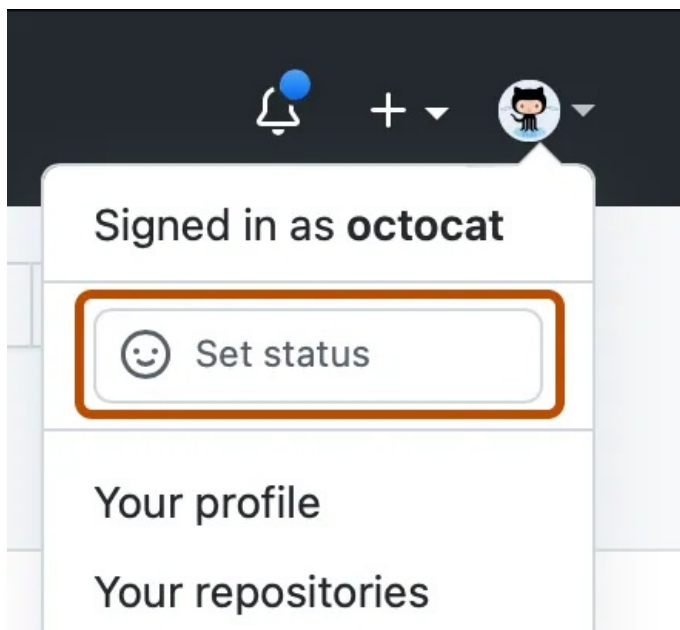 Signed in as octocat
Set status
Your profile
Your repositories